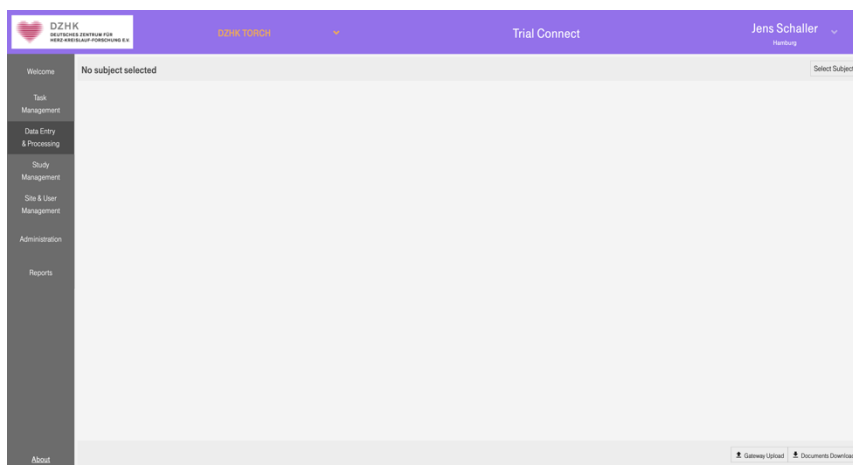 DZHK
DEUTSCHES ZENTRUM FÜR
HERZ-KREISLAUF-FORSCHUNG E.V.
DZHK TORCH
Trial Connect
Jens Schaller
Hamburg
Welcome
No subject selected
Select Subject
Task
Management
Data Entry
& Processing
Study
Management
Site & User
Management
Administration
Reports
About
Gateway Upload
Documents Download